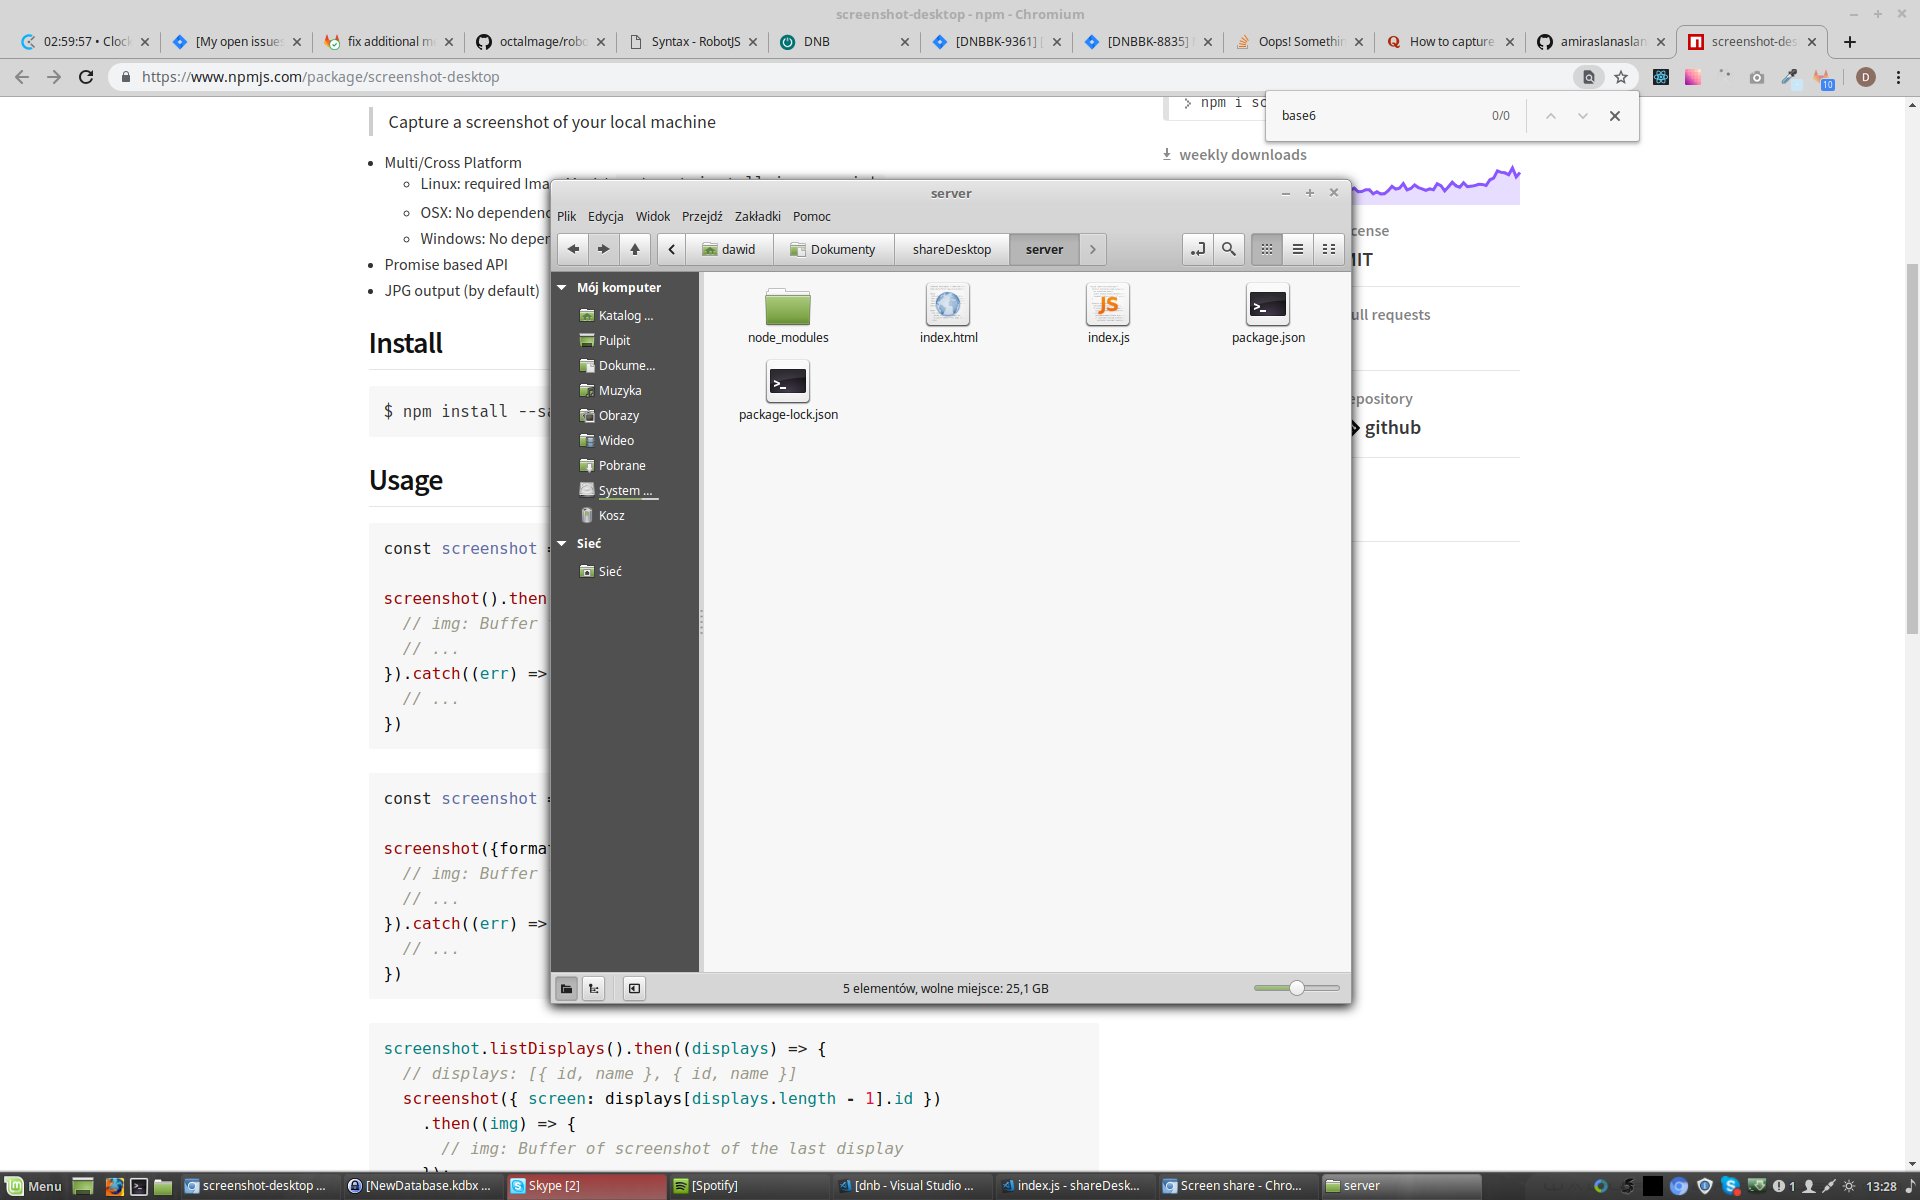 screenshot-desktop - npm - Chromium
02:59:57 • Clock
[My open issues
fix additional m
octalmage/robo
Syntax - RobotJS
DNB
[DNBBK-9361] [
[DNBBK-8835]
Oops! Somethin
How to capture
amiraslanaslan
screenshot-des
https://www.npmjs.com/package/screenshot-desktop
10
D
base6
0/0
Capture a screenshot of your local machine
> npm i sc
weekly downloads
Multi/Cross Platform
Linux: required Ima
OSX: No dependen
Windows: No deper
Promise based API
JPG output (by default)
cense
MIT
ull requests
epository
github
Install
$ npm install --sa
Usage
const screenshot =
screenshot().then
// img: Buffer
// ...
}).catch((err) =>
// ...
})
const screenshot =
screenshot({forma
// img: Buffer
// ...
}).catch((err) =>
// ...
})
screenshot.listDisplays().then((displays) => {
// displays: [{ id, name }, { id, name }]
screenshot({ screen: displays[displays.length - 1].id })
.then((img) => {
// img: Buffer of screenshot of the last display
server
Plik Edycja Widok Przejdź Zakładki Pomoc
dawid
Dokumenty
shareDesktop
server
Mój komputer
Katalog ...
Pulpit
Dokume...
Muzyka
Obrazy
Wideo
Pobrane
System ...
Kosz
Sieć
Sieć
node_modules
index.html
JS
index.js
package.json
package-lock.json
5 elementów, wolne miejsce: 25,1 GB
Menu
screenshot-desktop ...
[NewDatabase.kdbx ...
Skype [2]
[Spotify]
[dnb - Visual Studio ...
index.js - shareDesk...
Screen share - Chro...
server
1
13:28